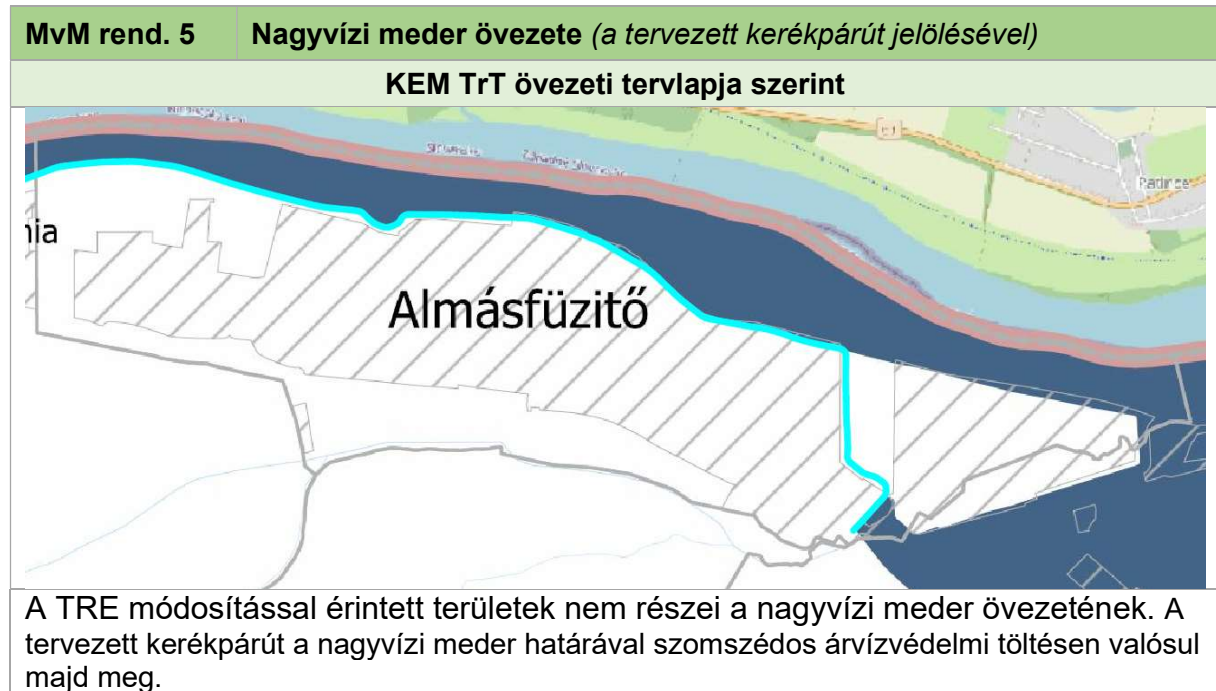 MvM rend. 5 Nagyvízi meder övezete (a tervezett kerékpárút jelölésével)
KEM TrT övezeti tervlapja szerint
Almásfüzitő
A TRE módosítással érintett területek nem részei a nagyvízi meder övezetének. A
tervezett kerékpárút a nagyvízi meder határával szomszédos árvízvédelmi töltésen valósul
majd meg.